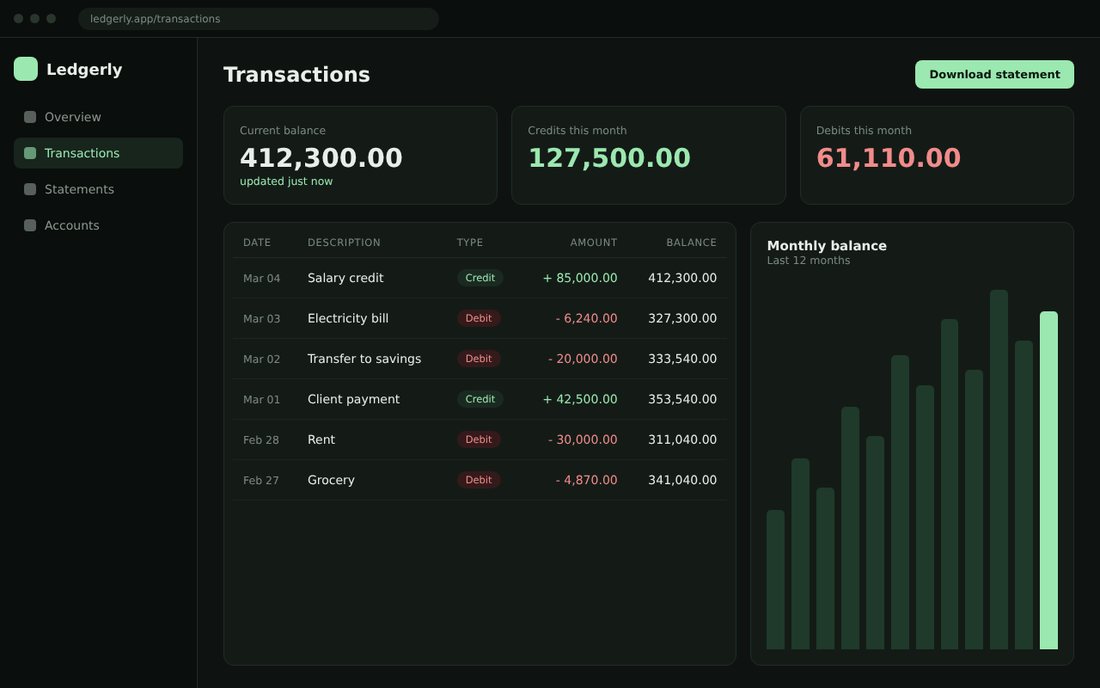 ledgerly.app/transactions
Ledgerly
Overview
Transactions
Statements
Accounts
Transactions
Download statement
Current balance
412,300.00
updated just now
Credits this month
127,500.00
Debits this month
61,110.00
DATE DESCRIPTION TYPE AMOUNT BALANCE
Mar 04 Salary credit Credit + 85,000.00 412,300.00
Mar 03 Electricity bill Debit - 6,240.00 327,300.00
Mar 02 Transfer to savings Debit - 20,000.00 333,540.00
Mar 01 Client payment Credit + 42,500.00 353,540.00
Feb 28 Rent Debit - 30,000.00 311,040.00
Feb 27 Grocery Debit - 4,870.00 341,040.00
Monthly balance
Last 12 months